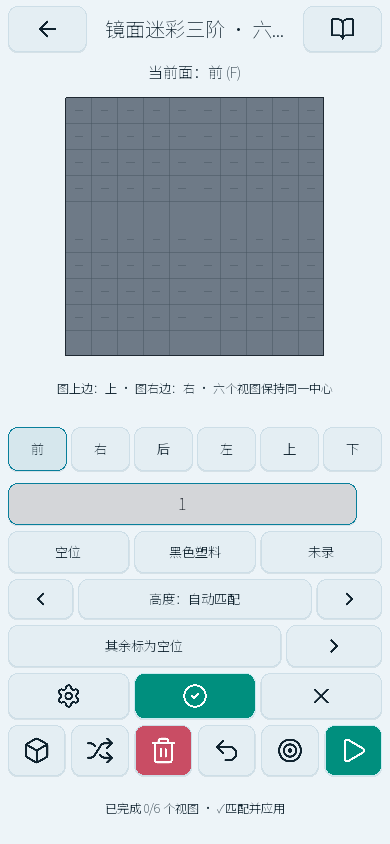 镜面迷彩三阶 · 六...
当前面：前 (F)
图上边：上 · 图右边：右 · 六个视图保持同一中心
前 右 后 左 上 下
1
空位 黑色塑料 未录
高度：自动匹配
其余标为空位
已完成 0/6 个视图 · ✓匹配并应用